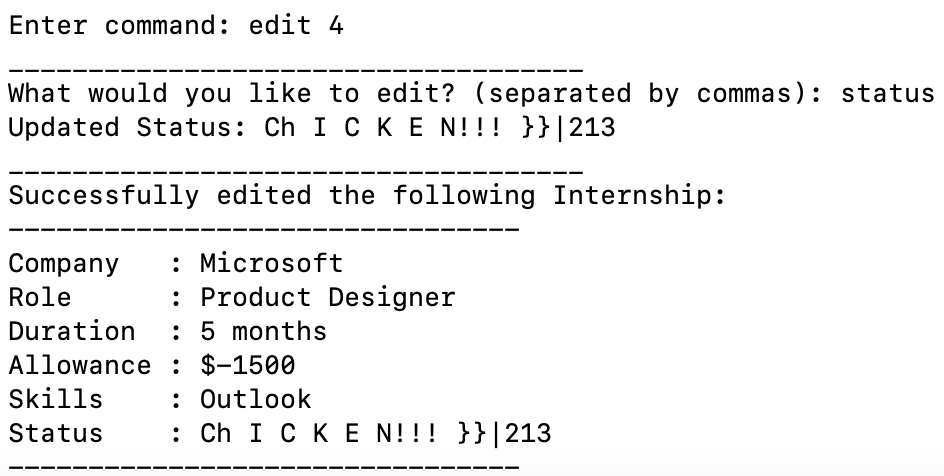 Enter command: edit 4
____________________________________
What would you like to edit? (separated by commas): status
Updated Status: Ch I C K E N!!! }}|213
____________________________________
Successfully edited the following Internship:
--------------------------------
Company   : Microsoft
Role      : Product Designer
Duration  : 5 months
Allowance : $-1500
Skills    : Outlook
Status    : Ch I C K E N!!! }}|213
--------------------------------